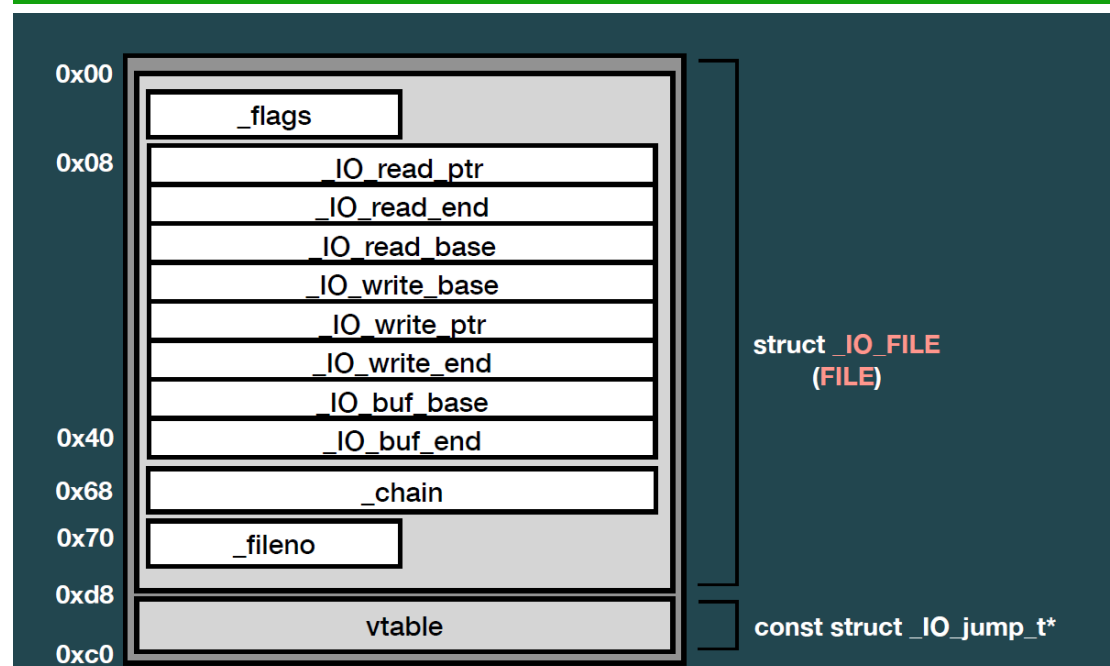 0x00
_flags
0x08
_IO_read_ptr
_IO_read_end
_IO_read_base
_IO_write_base
_IO_write_ptr
_IO_write_end
_IO_buf_base
0x40
_IO_buf_end
0x68
_chain
0x70
_fileno
0xd8
vtable
0xc0
struct _IO_FILE
(FILE)
const struct _IO_jump_t*